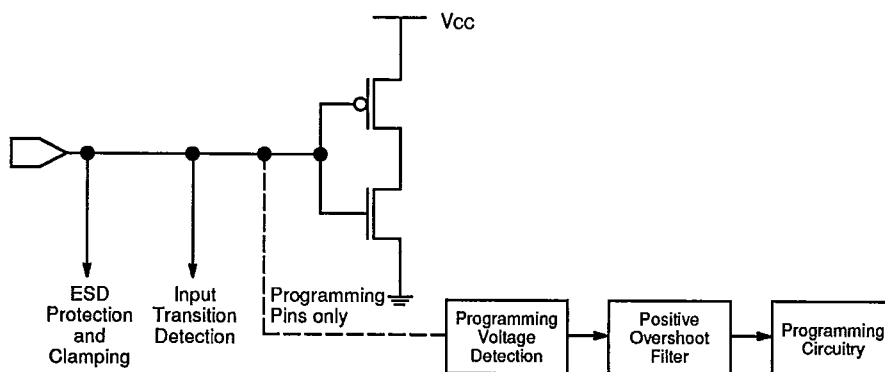 Vcc
ESD
Protection
and
Clamping
Input
Transition
Detection
Programming
Pins only
Programming
Voltage
Detection
Positive
Overshoot
Filter
Programming
Circuitry